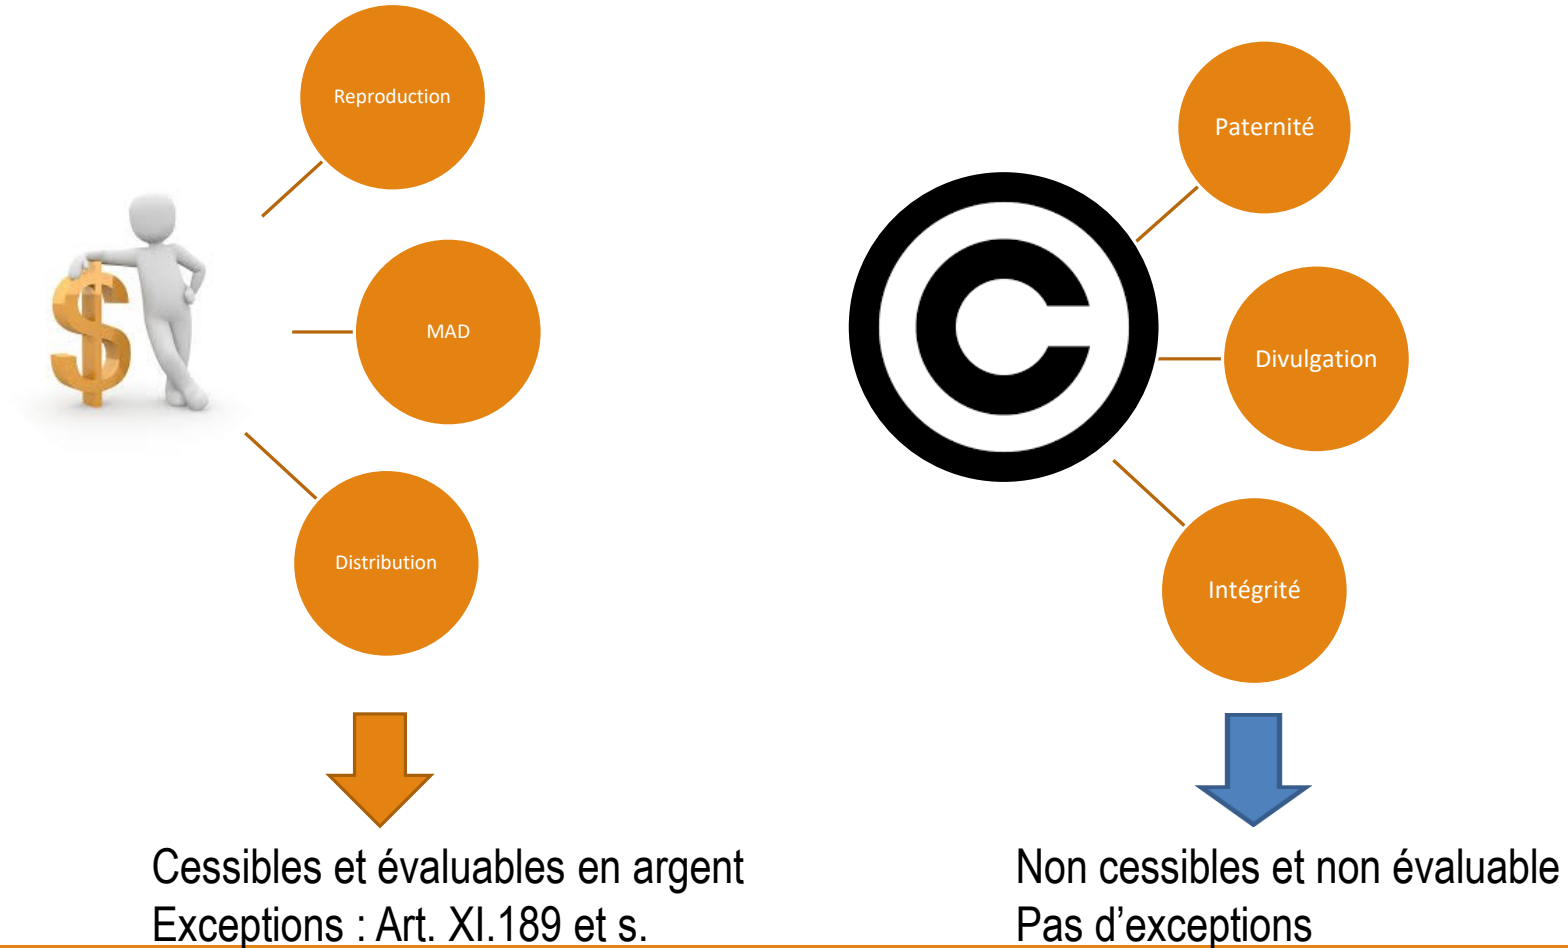 Reproduction
MAD
Distribution
Cessibles et évaluables en argent
Exceptions : Art. XI.189 et s.
Paternité
Divulgation
Intégrité
Non cessibles et non évaluable
Pas d’exceptions